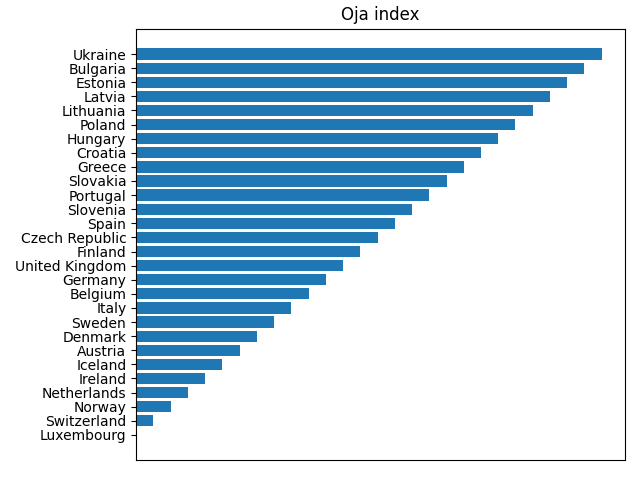 Oja index
Ukraine
Bulgaria
Estonia
Latvia
Lithuania
Poland
Hungary
Croatia
Greece
Slovakia
Portugal
Slovenia
Spain
Czech Republic
Finland
United Kingdom
Germany
Belgium
Italy
Sweden
Denmark
Austria
Iceland
Ireland
Netherlands
Norway
Switzerland
Luxembourg